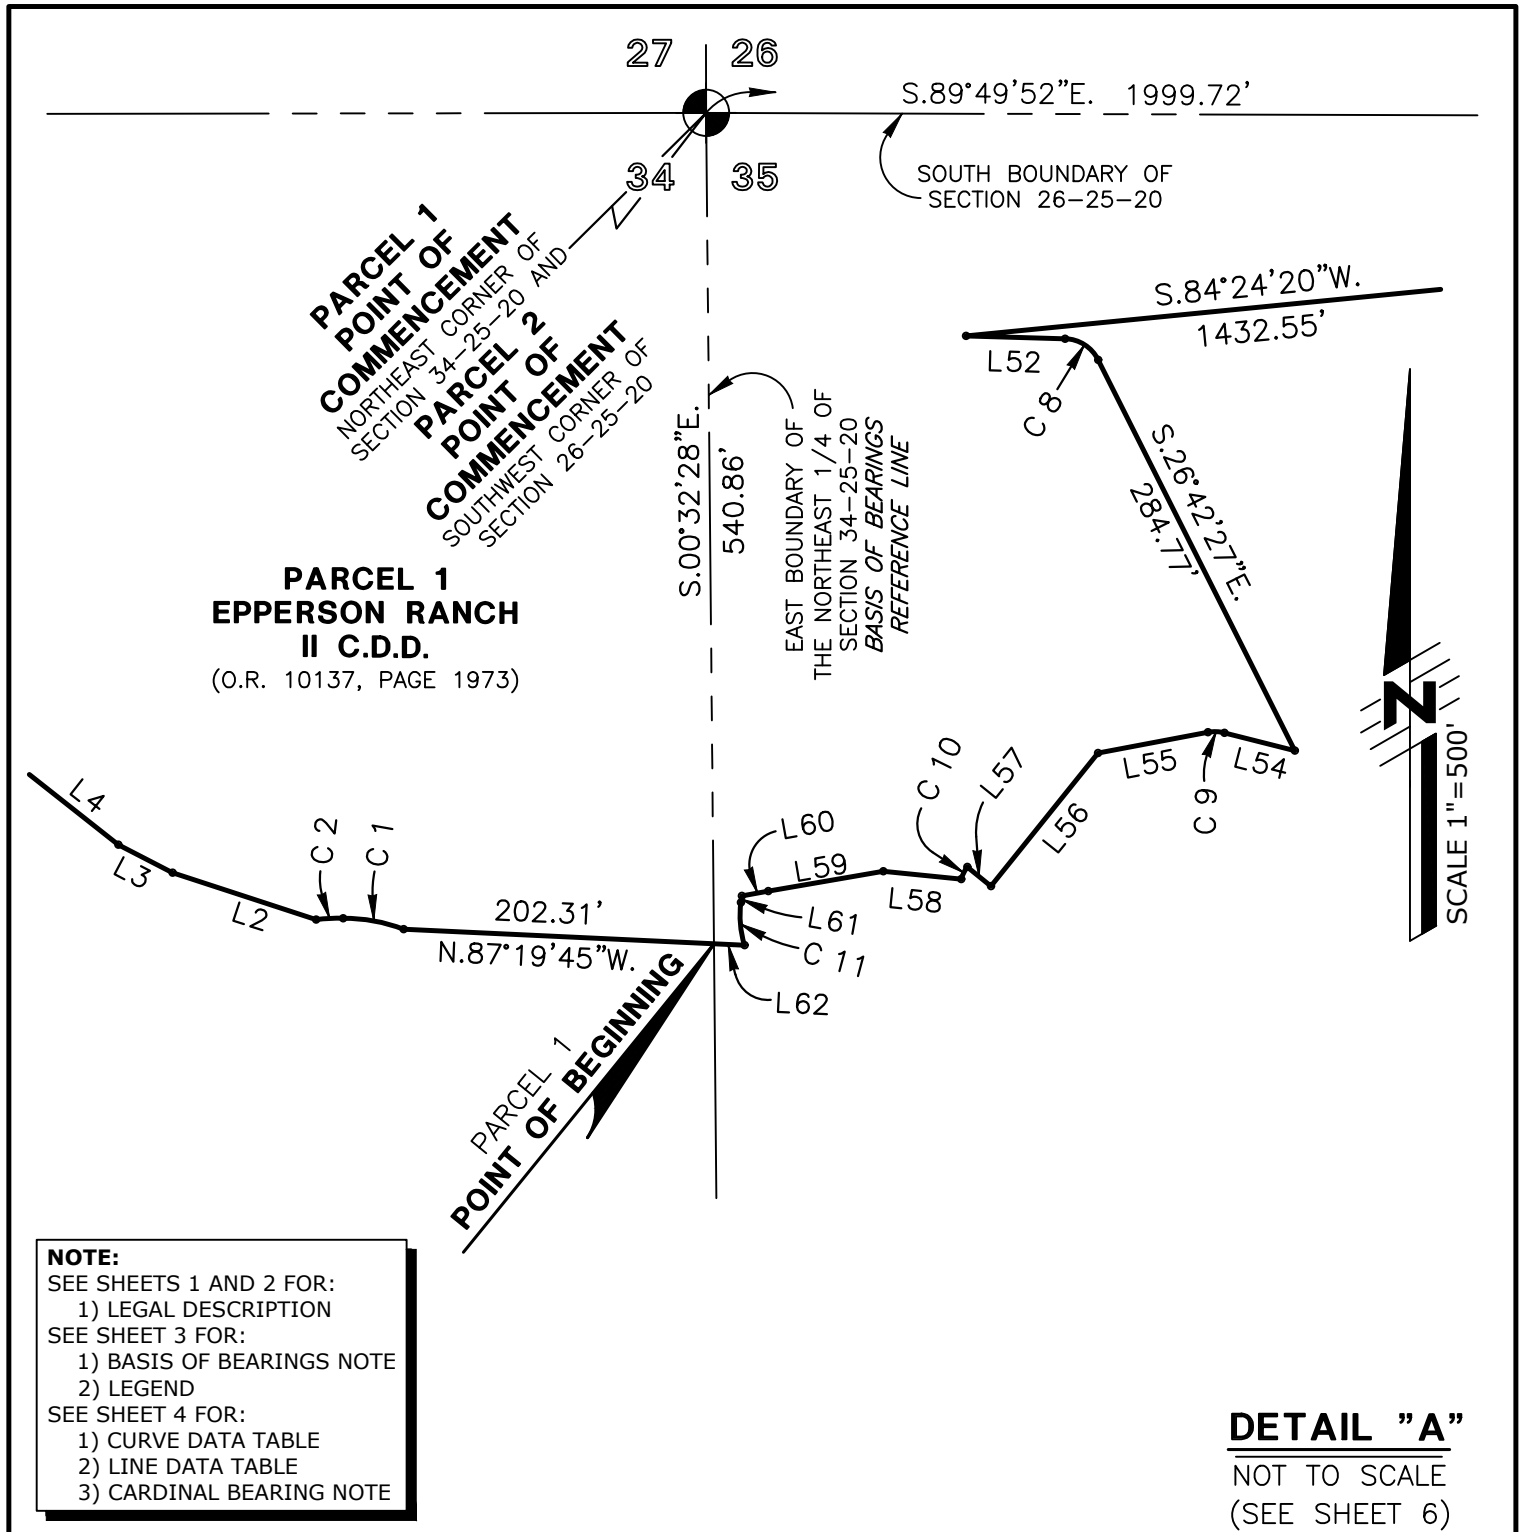 27 26
S.89°49'52"E. 1999.72'
34 35
SOUTH BOUNDARY OF
SECTION 26-25-20
PARCEL 1
POINT OF
COMMENCEMENT
NORTHEAST CORNER OF
SECTION 34-25-20 AND
PARCEL 2
POINT OF
COMMENCEMENT
SOUTHWEST CORNER OF
SECTION 26-25-20
S.84°24'20"W.
1432.55'
L52
C 8
S.26°42'27"E.
284.77'
S.00°32'28"E.
540.86'
EAST BOUNDARY OF
THE NORTHEAST 1/4 OF
SECTION 34-25-20
BASIS OF BEARINGS
REFERENCE LINE
PARCEL 1
EPPERSON RANCH
II C.D.D.
(O.R. 10137, PAGE 1973)
N
SCALE 1"=500'
L4
L3
L2
C 2
C 1
202.31'
N.87°19'45"W.
L60
L59
L58
C 10
L57
L56
L55
C 9
L54
L61
C 11
L62
PARCEL 1
POINT OF BEGINNING
NOTE:
SEE SHEETS 1 AND 2 FOR:
1) LEGAL DESCRIPTION
SEE SHEET 3 FOR:
1) BASIS OF BEARINGS NOTE
2) LEGEND
SEE SHEET 4 FOR:
1) CURVE DATA TABLE
2) LINE DATA TABLE
3) CARDINAL BEARING NOTE
DETAIL "A"
NOT TO SCALE
(SEE SHEET 6)